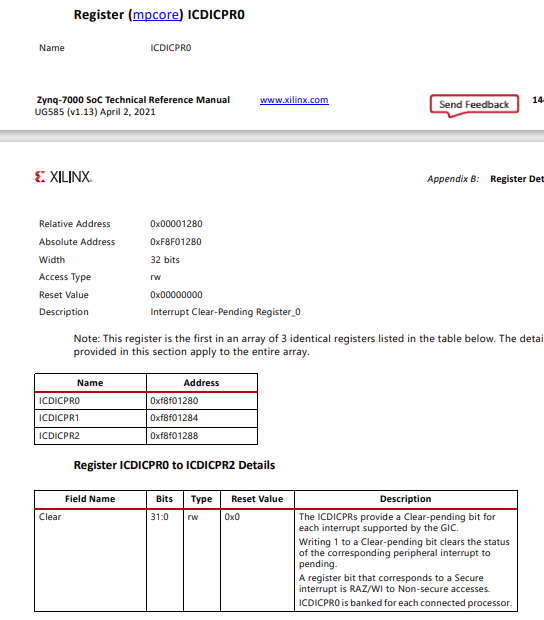 Register (mpcore) ICDICPR0
Name ICDICPR0
Zynq-7000 SoC Technical Reference Manual www.xilinx.com Send Feedback
UG585 (v1.13) April 2, 2021
XILINX. Appendix B: Register Det
Relative Address 0x00001280
Absolute Address 0xF8F01280
Width 32 bits
Access Type rw
Reset Value 0x00000000
Description Interrupt Clear-Pending Register_0
Note: This register is the first in an array of 3 identical registers listed in the table below. The detai
provided in this section apply to the entire array.
Name Address
ICDICPR0 0xf8f01280
ICDICPR1 0xf8f01284
ICDICPR2 0xf8f01288
Register ICDICPR0 to ICDICPR2 Details
Field Name Bits Type Reset Value Description
Clear 31:0 rw 0x0 The ICDICPRs provide a Clear-pending bit for
each interrupt supported by the GIC.
Writing 1 to a Clear-pending bit clears the status
of the corresponding peripheral interrupt to
pending.
A register bit that corresponds to a Secure
interrupt is RAZ/WI to Non-secure accesses.
ICDICPR0 is banked for each connected processor.